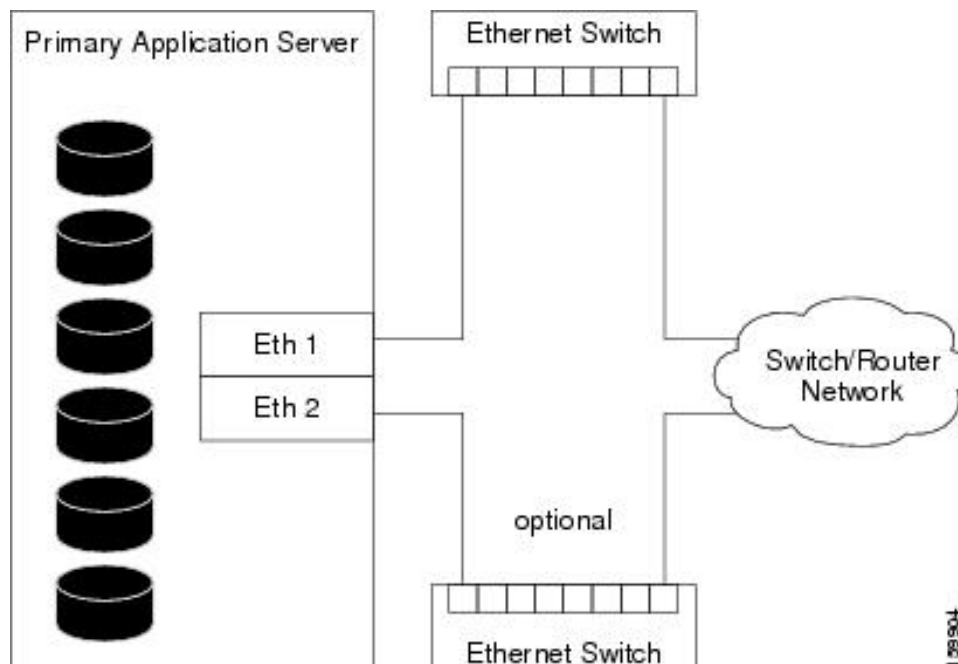 Primary Application Server
Ethernet Switch
Eth 1
Eth 2
Switch/Router
Network
optional
Ethernet Switch